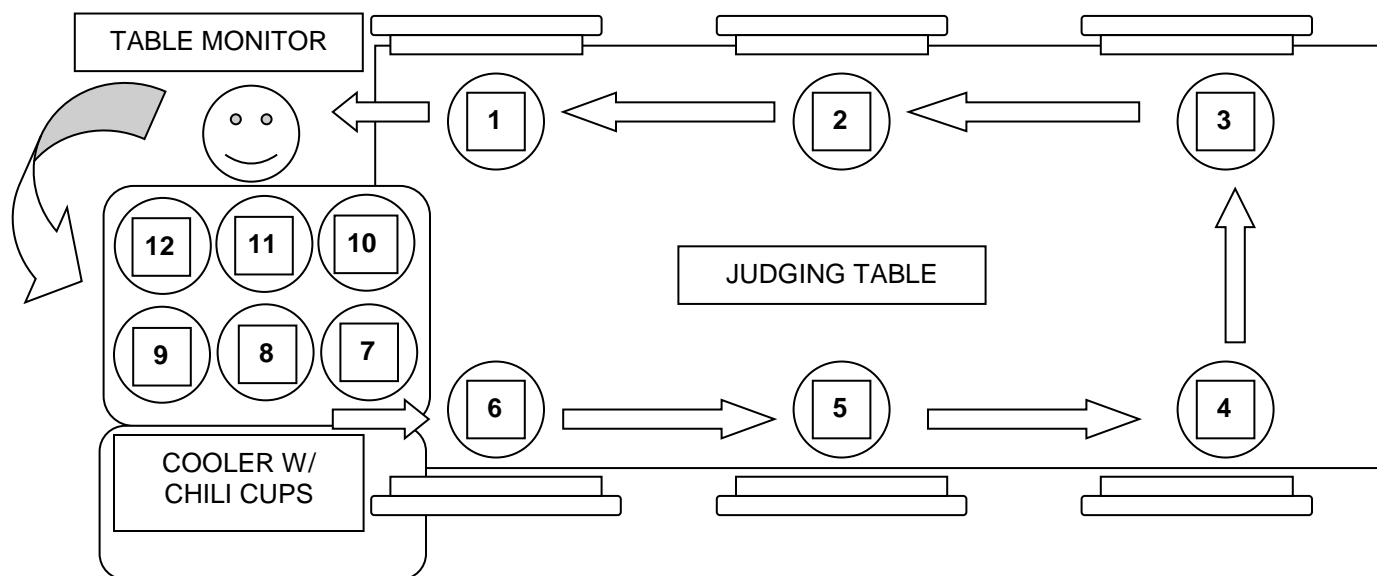 TABLE MONITOR
1 2 3
12 11 10
JUDGING TABLE
9 8 7
6 5 4
COOLER W/
CHILI CUPS